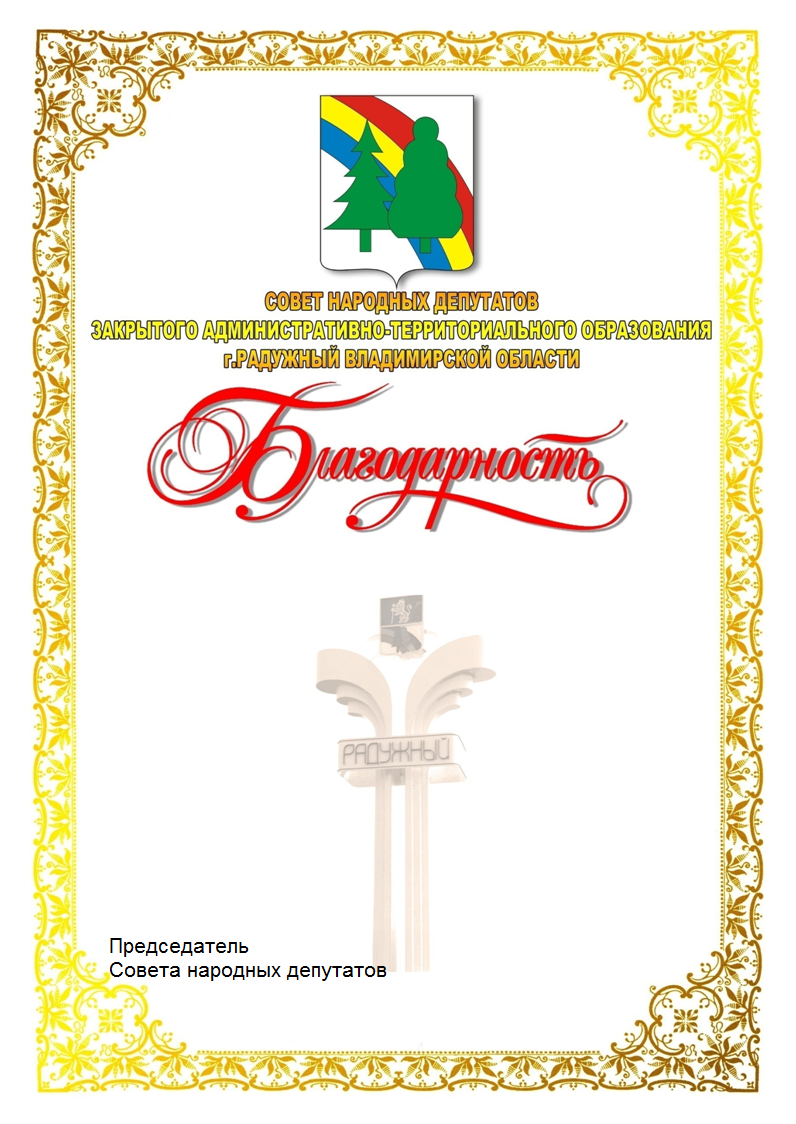 СОВЕТ НАРОДНЫХ ДЕПУТАТОВ
ЗАКРЫТОГО АДМИНИСТРАТИВНО-ТЕРРИТОРИАЛЬНОГО ОБРАЗОВАНИЯ
г.РАДУЖНЫЙ ВЛАДИМИРСКОЙ ОБЛАСТИ
Благодарность
РАДУЖНЫЙ
Председатель
Совета народных депутатов